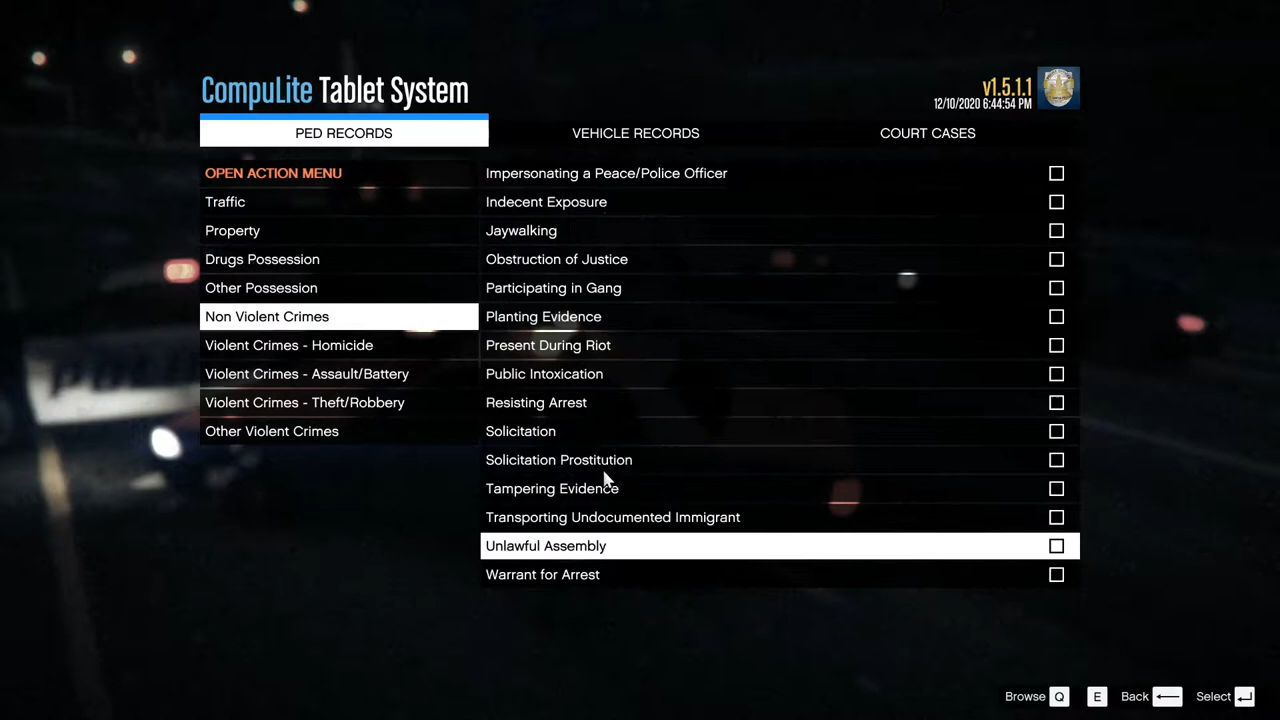 CompuLite Tablet System
v1.5.1.1
12/10/2020 6:44:54 PM
PED RECORDS
VEHICLE RECORDS
COURT CASES
OPEN ACTION MENU
Traffic
Property
Drugs Possession
Other Possession
Non Violent Crimes
Violent Crimes - Homicide
Violent Crimes - Assault/Battery
Violent Crimes - Theft/Robbery
Other Violent Crimes
Impersonating a Peace/Police Officer
Indecent Exposure
Jaywalking
Obstruction of Justice
Participating in Gang
Planting Evidence
Present During Riot
Public Intoxication
Resisting Arrest
Solicitation
Solicitation Prostitution
Tampering Evidence
Transporting Undocumented Immigrant
Unlawful Assembly
Warrant for Arrest
Browse Q E Back Select